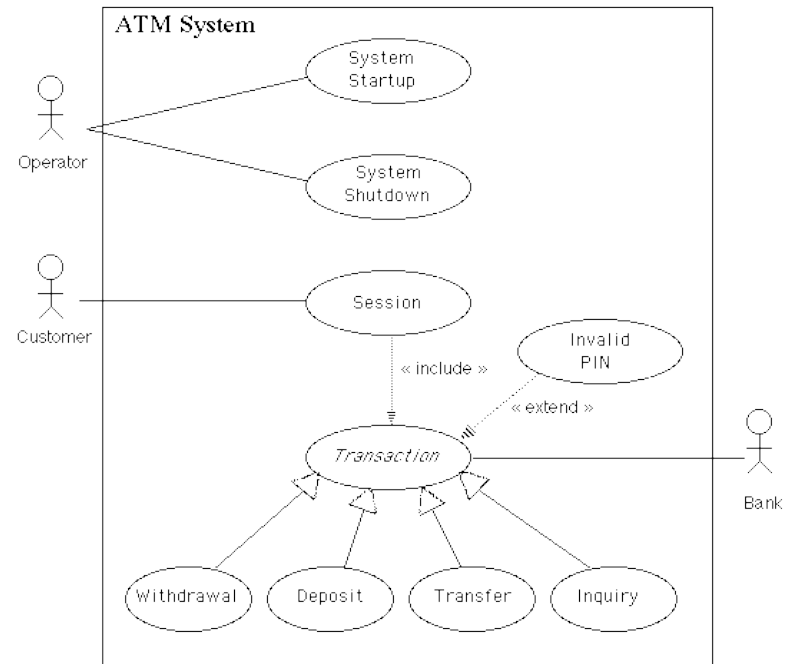 ATM System
System
Startup
Operator
System
Shutdown
Session
Customer
Invalid
PIN
« include »
« extend »
Transaction
Bank
Withdrawal
Deposit
Transfer
Inquiry